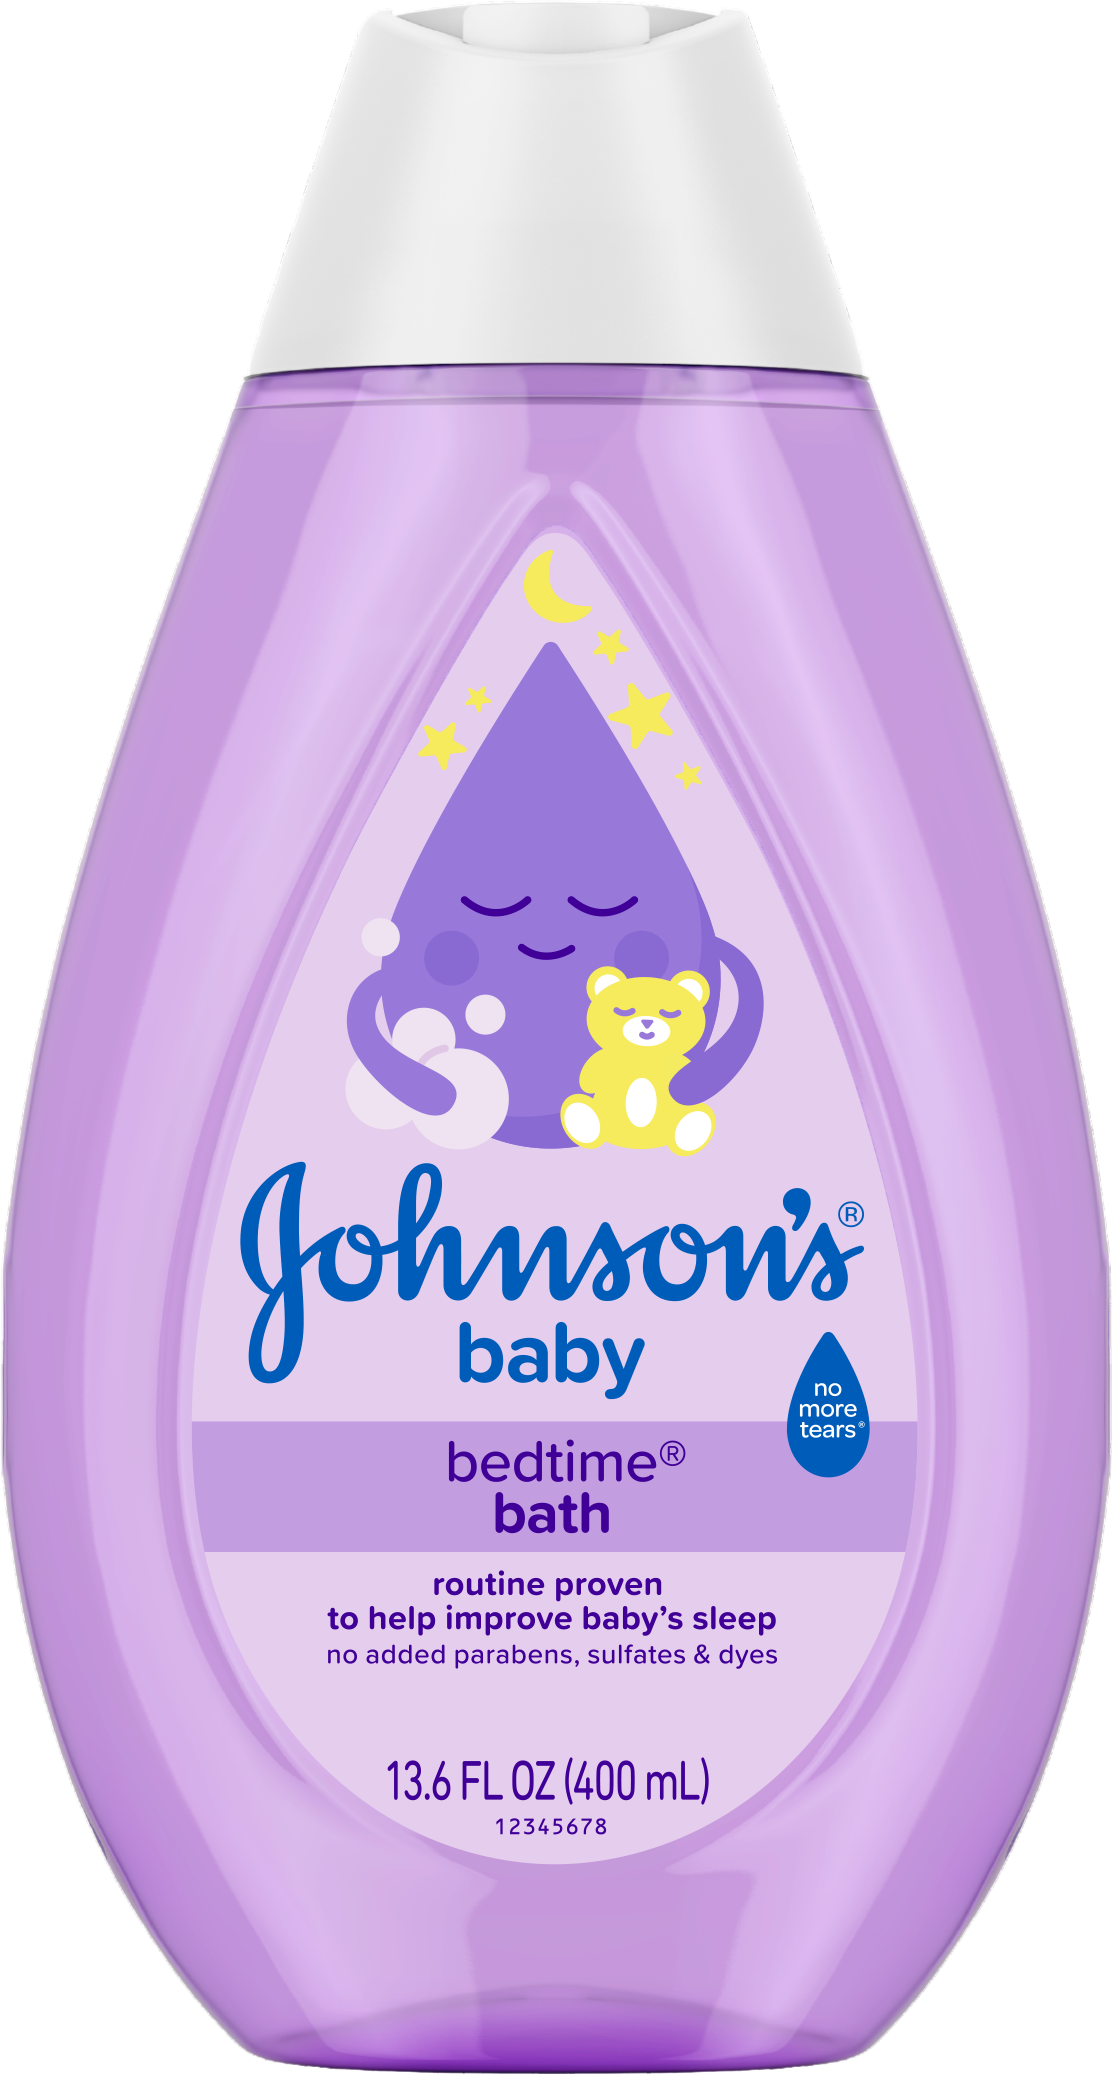 Johnson's®
baby
no
more
tears®
bedtime®
bath
routine proven
to help improve baby's sleep
no added parabens, sulfates & dyes
13.6 FL OZ (400 mL)
12345678